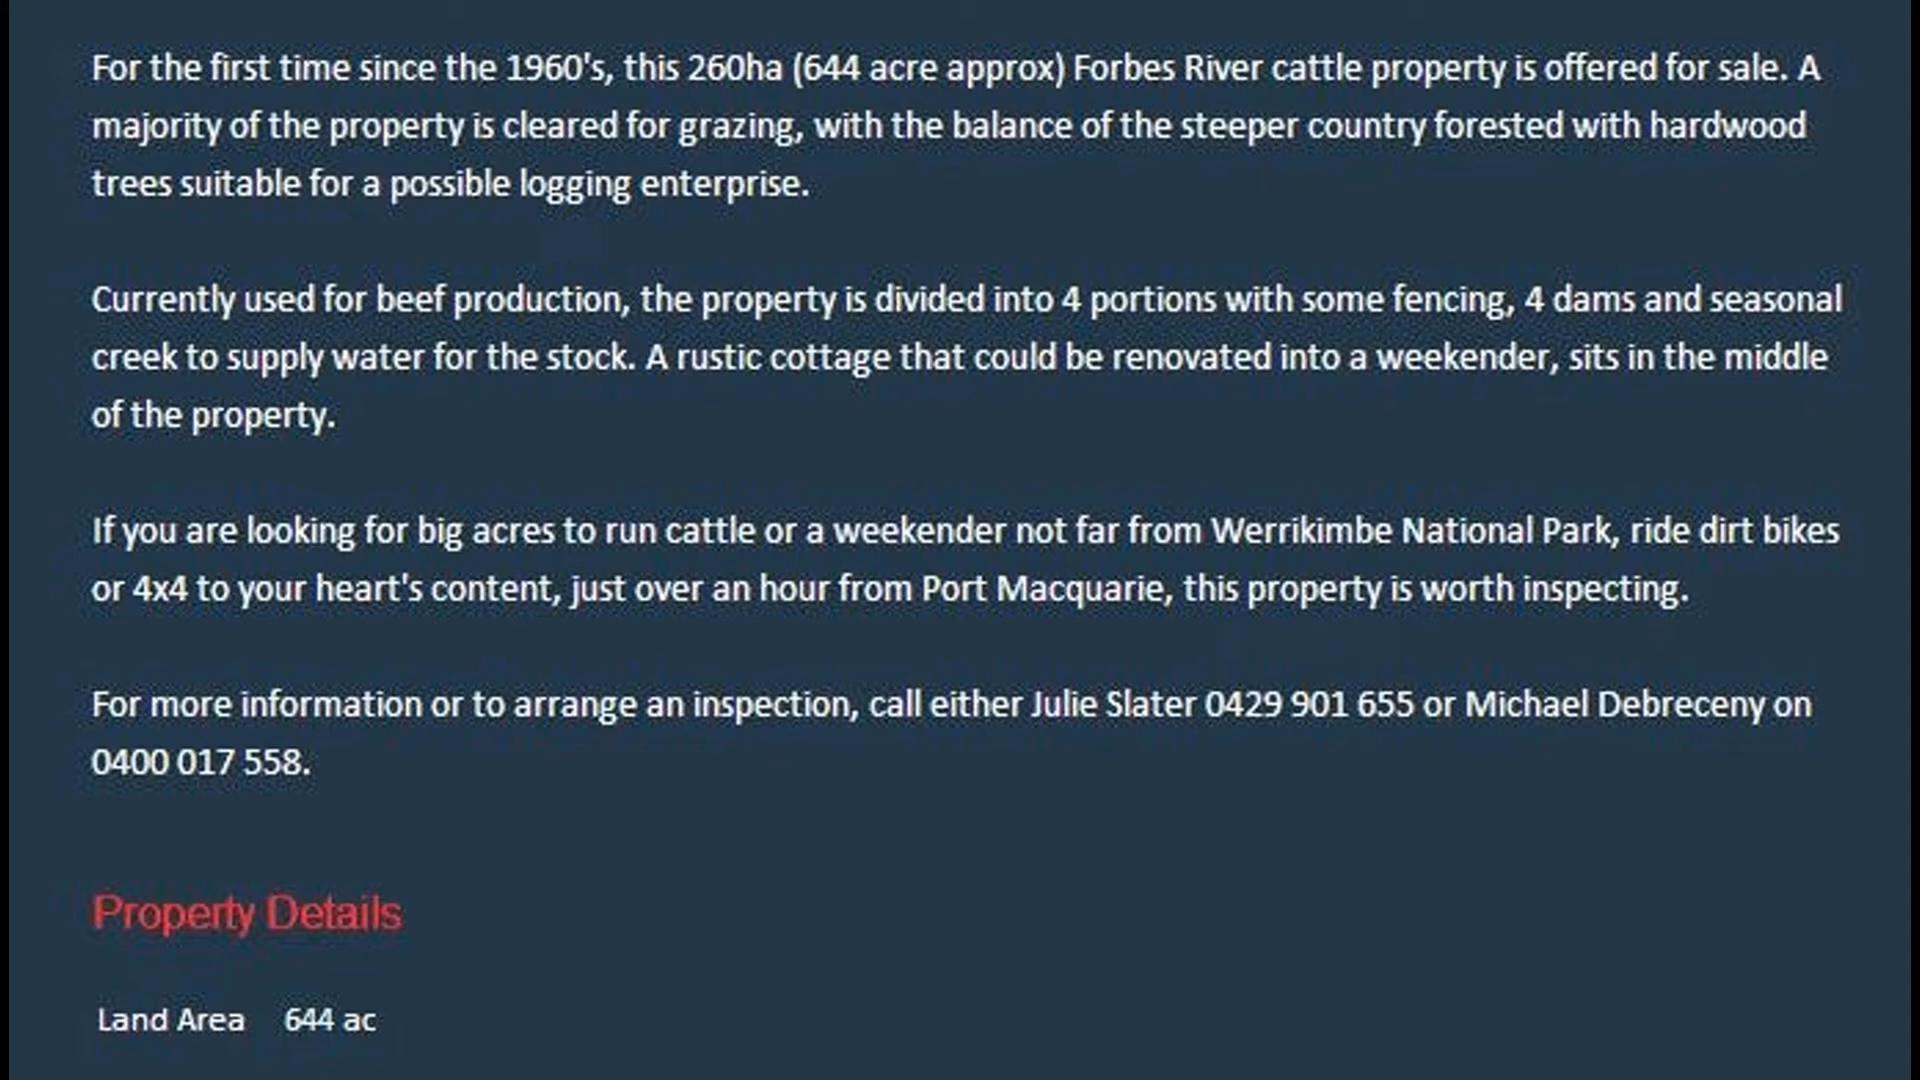 For the first time since the 1960's, this 260ha (644 acre approx) Forbes River cattle property is offered for sale. A
majority of the property is cleared for grazing, with the balance of the steeper country forested with hardwood
trees suitable for a possible logging enterprise.
Currently used for beef production, the property is divided into 4 portions with some fencing, 4 dams and seasonal
creek to supply water for the stock. A rustic cottage that could be renovated into a weekender, sits in the middle
of the property.
If you are looking for big acres to run cattle or a weekender not far from Werrikimbe National Park, ride dirt bikes
or 4x4 to your heart's content, just over an hour from Port Macquarie, this property is worth inspecting.
For more information or to arrange an inspection, call either Julie Slater 0429 901 655 or Michael Debreceny on
0400 017 558.
Property Details
Land Area 644 ac